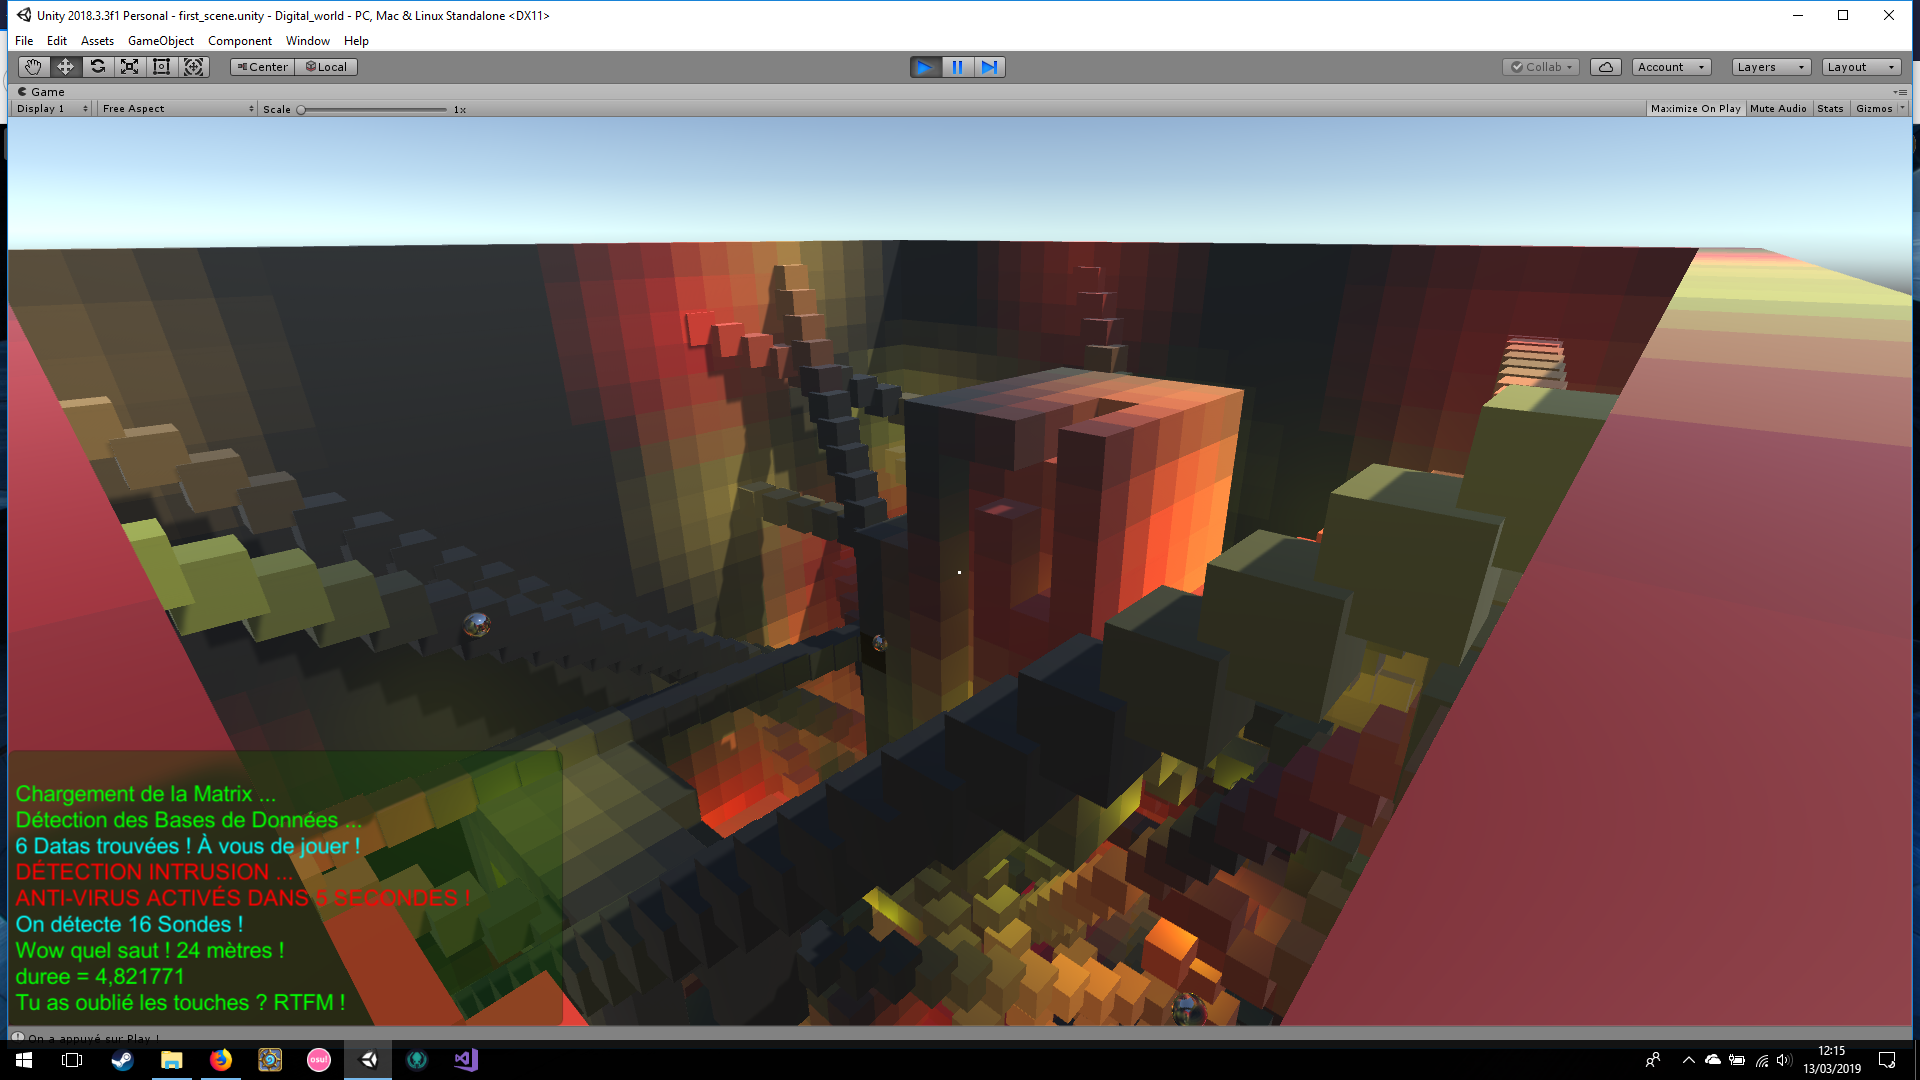 Unity 2018.3.3f1 Personal - first_scene.unity - Digital_world - PC, Mac & Linux Standalone <DX11>
File Edit Assets GameObject Component Window Help
Center Local Collab Account Layers Layout
Game
Display 1 Free Aspect Scale 1x Maximize On Play Mute Audio Stats Gizmos
Chargement de la Matrix ...
Détection des Bases de Données ...
6 Datas trouvées ! À vous de jouer !
DÉTECTION INTRUSION ...
ANTI-VIRUS ACTIVÉS DANS 5 SECONDES !
On détecte 16 Sondes !
Wow quel saut ! 24 mètres !
duree = 4,821771
Tu as oublié les touches ? RTFM !
On a appuyé sur Play !
osu!
12:15
13/03/2019